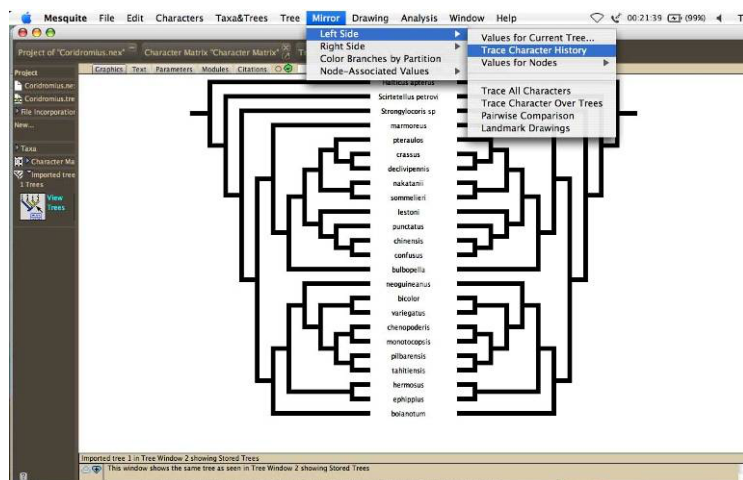 Mesquite File Edit Characters Taxa&Trees Tree Mirror Drawing Analysis Window Help 00:21:39 (99%)
Left Side
Right Side
Color Branches by Partition
Node-Associated Values
Values for Current Tree...
Trace Character History
Values for Nodes
Trace All Characters
Trace Character Over Trees
Pairwise Comparison
Landmark Drawings
Project of "Coridromius.nex" Character Matrix "Character Matrix"
Graphics Text Parameters Modules Citations
Project
Coridromius.ne
Coridromius.tre
File Incorporatio
New...
Taxa
Character Ma
Imported tree
1 Trees
View
Trees
Scirtetellus petrovi
Strongylocoris sp
marmoreus
pteraulos
crassus
declivipennis
nakatanii
sommelieri
lestoni
punctatus
chinensis
confusus
bulbopella
neoguineanus
bicolor
variegatus
chenopoderis
monotocopsis
pilbarensis
tahitiensis
hermosus
ephippius
boianotum
Imported tree 1 in Tree Window 2 showing Stored Trees
This window shows the same tree as seen in Tree Window 2 showing Stored Trees